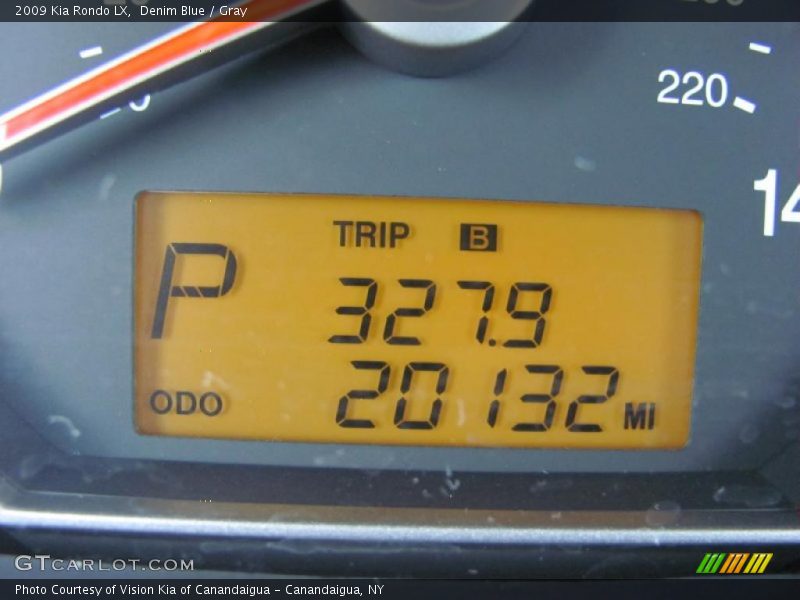 2009 Kia Rondo LX, Denim Blue / Gray
220
14
TRIP B
P
327.9
ODO 20132 MI
GTCARLOT.COM
Photo Courtesy of Vision Kia of Canandaigua - Canandaigua, NY